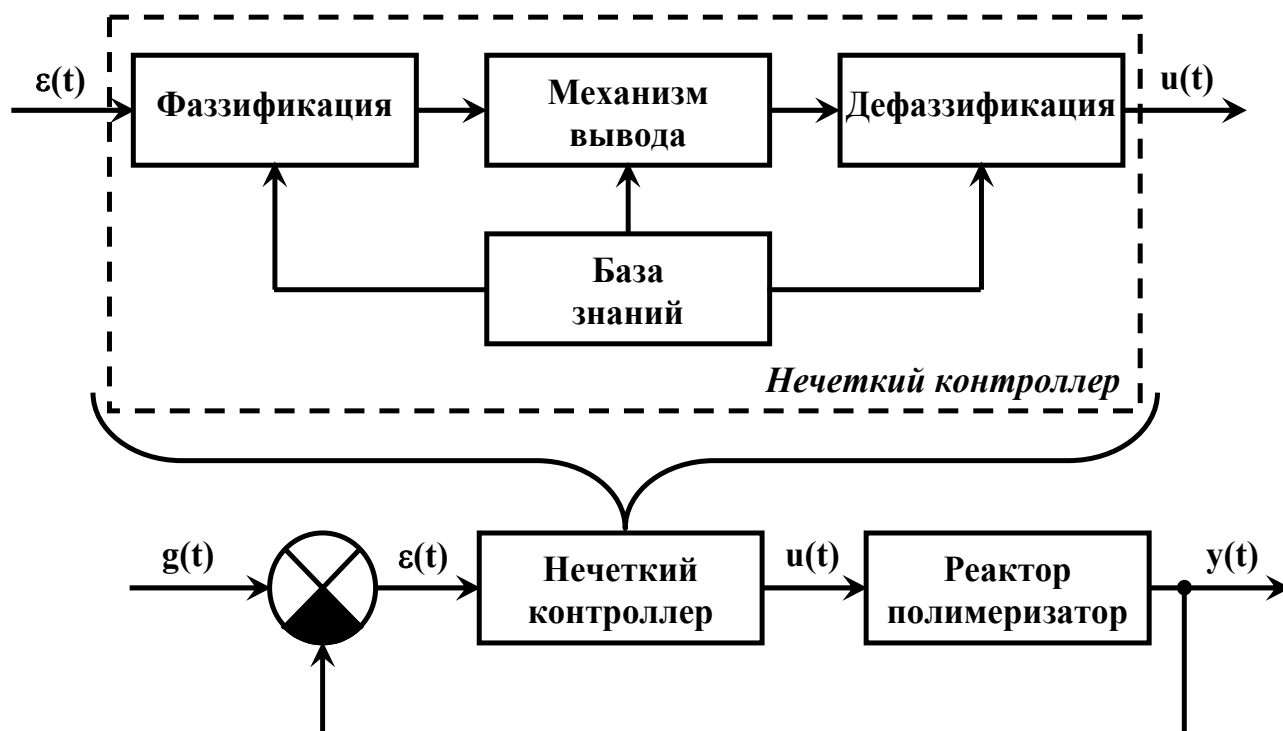 ε(t)
Фаззификация
Механизм
вывода
Дефаззификация
u(t)
База
знаний
Нечеткий контроллер
g(t)
ε(t)
Нечеткий
контроллер
u(t)
Реактор
полимеризатор
y(t)